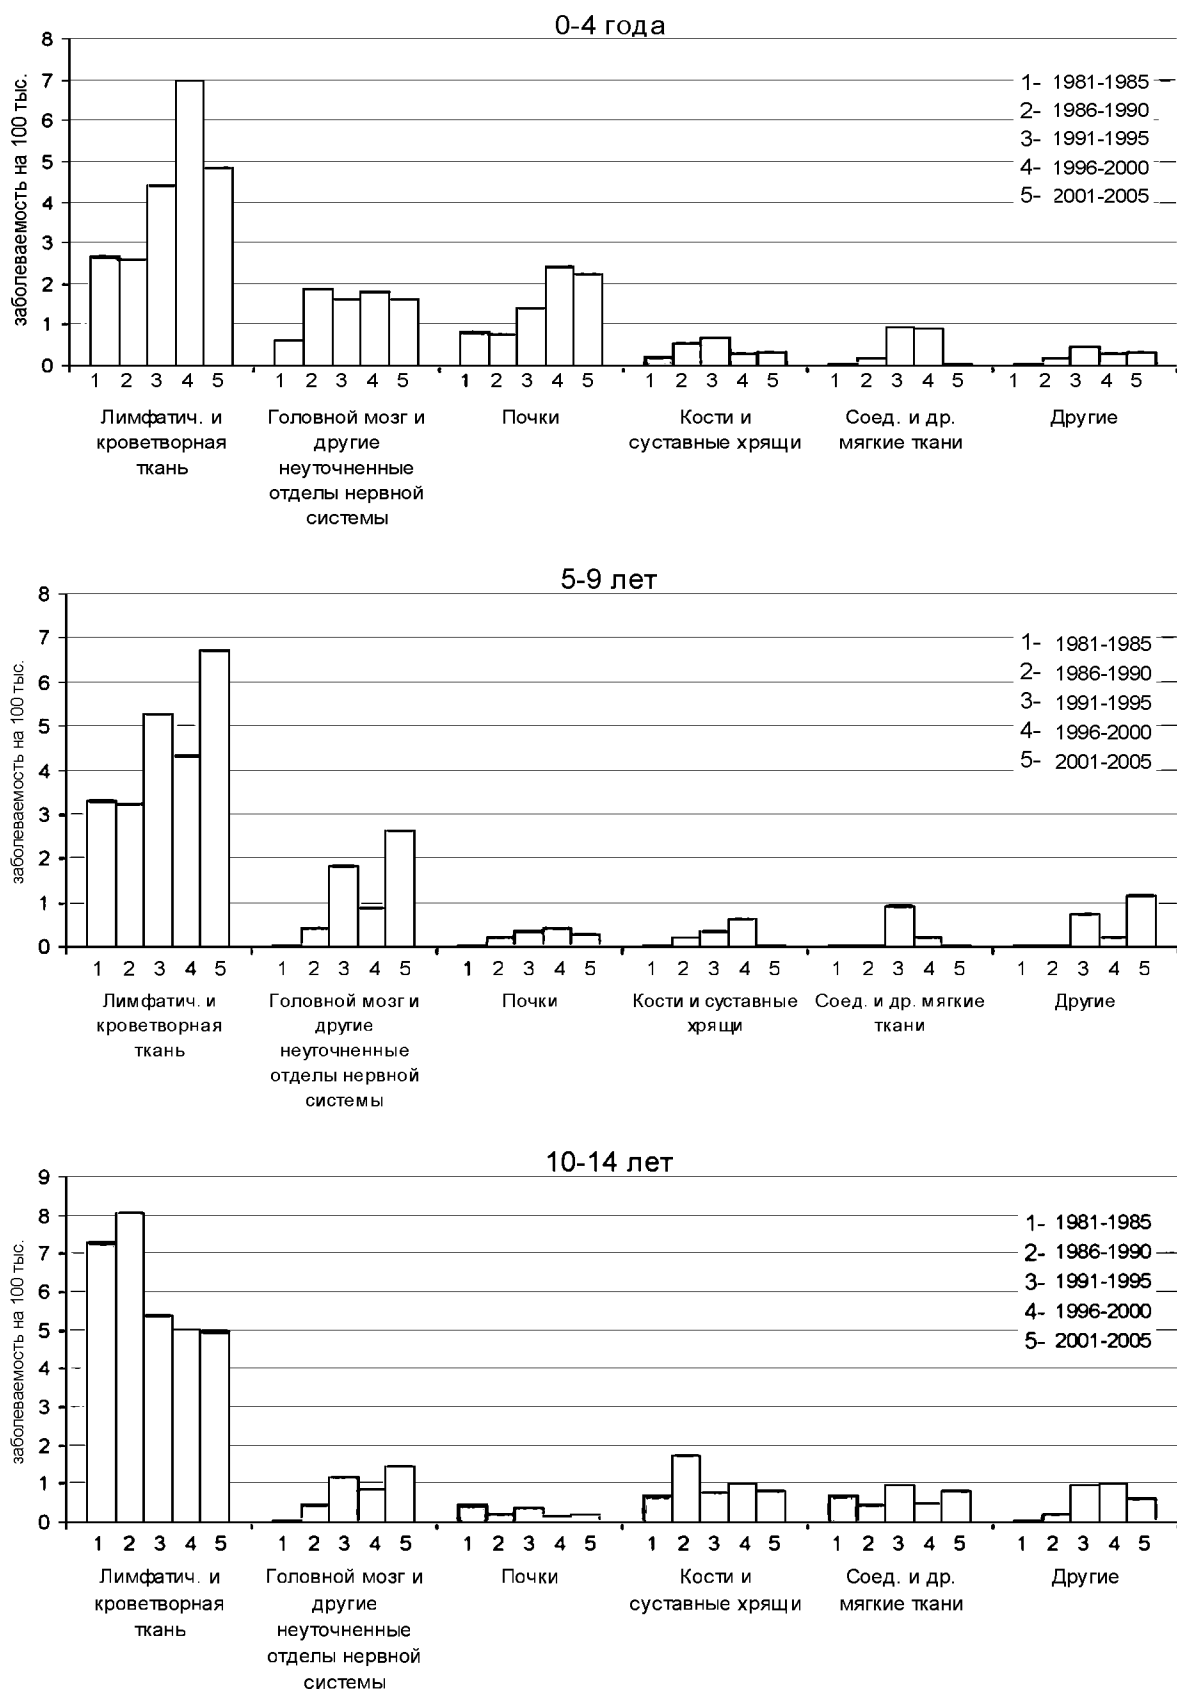 0-4 года
заболеваемость на 100 тыс.
8
7
6
5
4
3
2
1
0
1- 1981-1985
2- 1986-1990
3- 1991-1995
4- 1996-2000
5- 2001-2005
1 2 3 4 5 1 2 3 4 5 1 2 3 4 5 1 2 3 4 5 1 2 3 4 5 1 2 3 4 5
Лимфатич. и
кроветворная
ткань
Головной мозг и
другие
неуточненные
отделы нервной
системы
Почки
Кости и
суставные хрящи
Соед. и др.
мягкие ткани
Другие
5-9 лет
заболеваемость на 100 тыс.
8
7
6
5
4
3
2
1
0
1- 1981-1985
2- 1986-1990
3- 1991-1995
4- 1996-2000
5- 2001-2005
1 2 3 4 5 1 2 3 4 5 1 2 3 4 5 1 2 3 4 5 1 2 3 4 5 1 2 3 4 5
Лимфатич. и
кроветворная
ткань
Головной мозг и
другие
неуточненные
отделы нервной
системы
Почки
Кости и суставные
хрящи
Соед. и др. мягкие
ткани
Другие
10-14 лет
заболеваемость на 100 тыс.
9
8
7
6
5
4
3
2
1
0
1- 1981-1985
2- 1986-1990
3- 1991-1995
4- 1996-2000
5- 2001-2005
1 2 3 4 5 1 2 3 4 5 1 2 3 4 5 1 2 3 4 5 1 2 3 4 5 1 2 3 4 5
Лимфатич. и
кроветворная
ткань
Головной мозг и
другие
неуточненные
отделы нервной
системы
Почки
Кости и
суставные хрящи
Соед. и др.
мягкие ткани
Другие